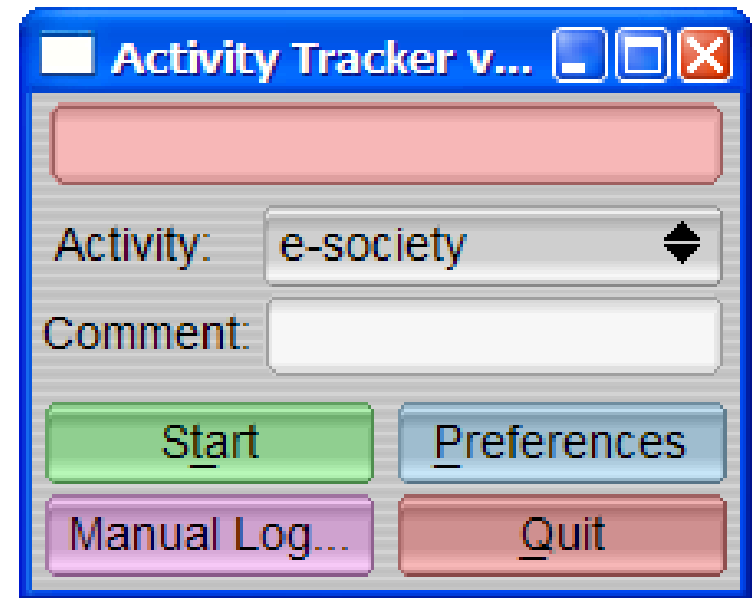 Activity Tracker v...
Activity: e-society
Comment:
Start Preferences
Manual Log... Quit